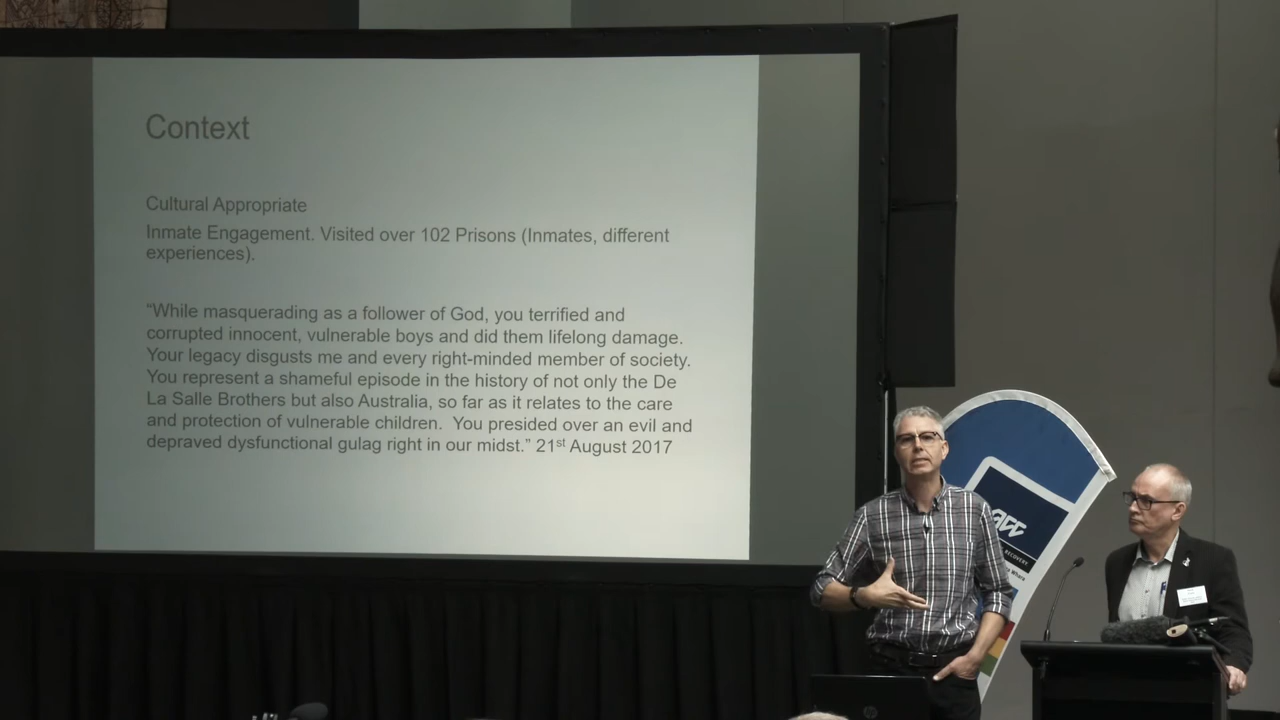 Context
Cultural Appropriate
Inmate Engagement. Visited over 102 Prisons (Inmates, different
experiences).
“While masquerading as a follower of God, you terrified and
corrupted innocent, vulnerable boys and did them lifelong damage.
Your legacy disgusts me and every right-minded member of society.
You represent a shameful episode in the history of not only the De
La Salle Brothers but also Australia, so far as it relates to the care
and protection of vulnerable children.  You presided over an evil and
depraved dysfunctional gulag right in our midst.” 21st August 2017
RECOVERY.
Whare